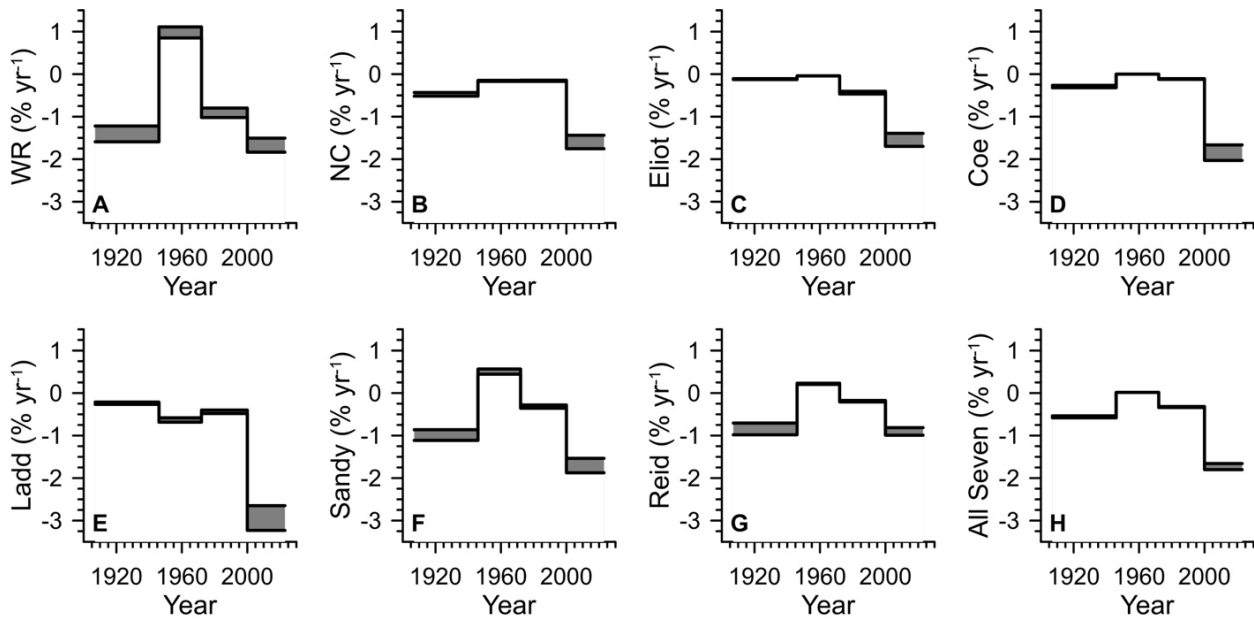 WR (% yr⁻¹)
1
0
-1
-2
-3
A
1920 1960 2000
Year
NC (% yr⁻¹)
1
0
-1
-2
-3
B
1920 1960 2000
Year
Eliot (% yr⁻¹)
1
0
-1
-2
-3
C
1920 1960 2000
Year
Coe (% yr⁻¹)
1
0
-1
-2
-3
D
1920 1960 2000
Year
Ladd (% yr⁻¹)
1
0
-1
-2
-3
E
1920 1960 2000
Year
Sandy (% yr⁻¹)
1
0
-1
-2
-3
F
1920 1960 2000
Year
Reid (% yr⁻¹)
1
0
-1
-2
-3
G
1920 1960 2000
Year
All Seven (% yr⁻¹)
1
0
-1
-2
-3
H
1920 1960 2000
Year